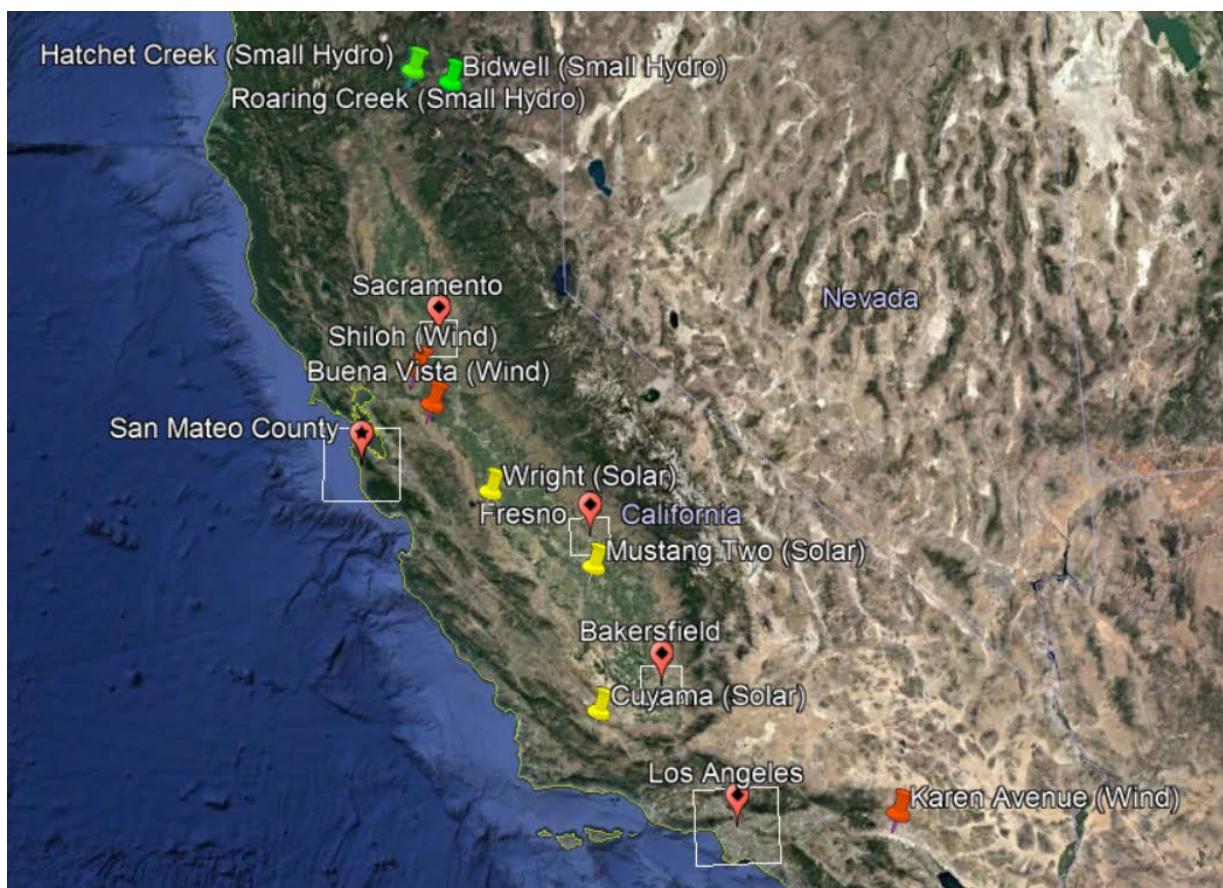 Hatchet Creek (Small Hydro)
Bidwell (Small Hydro)
Roaring Creek (Small Hydro)
Sacramento
Nevada
Shiloh (Wind)
Buena Vista (Wind)
San Mateo County
Wright (Solar)
Fresno
California
Mustang Two (Solar)
Bakersfield
Cuyama (Solar)
Los Angeles
Karen Avenue (Wind)